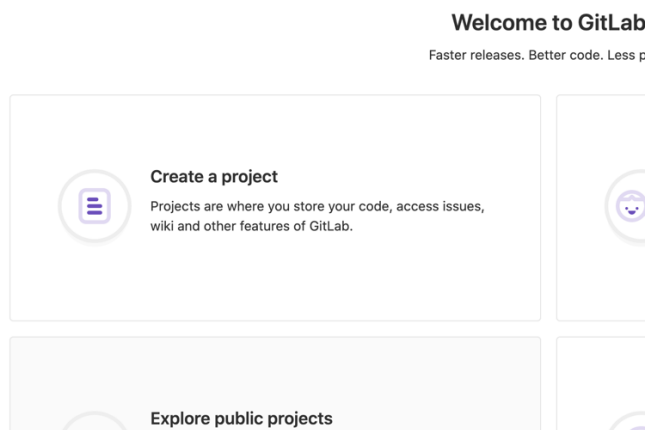 Welcome to GitLab
Faster releases. Better code. Less
Create a project
Projects are where you store your code, access issues,
wiki and other features of GitLab.
Explore public projects